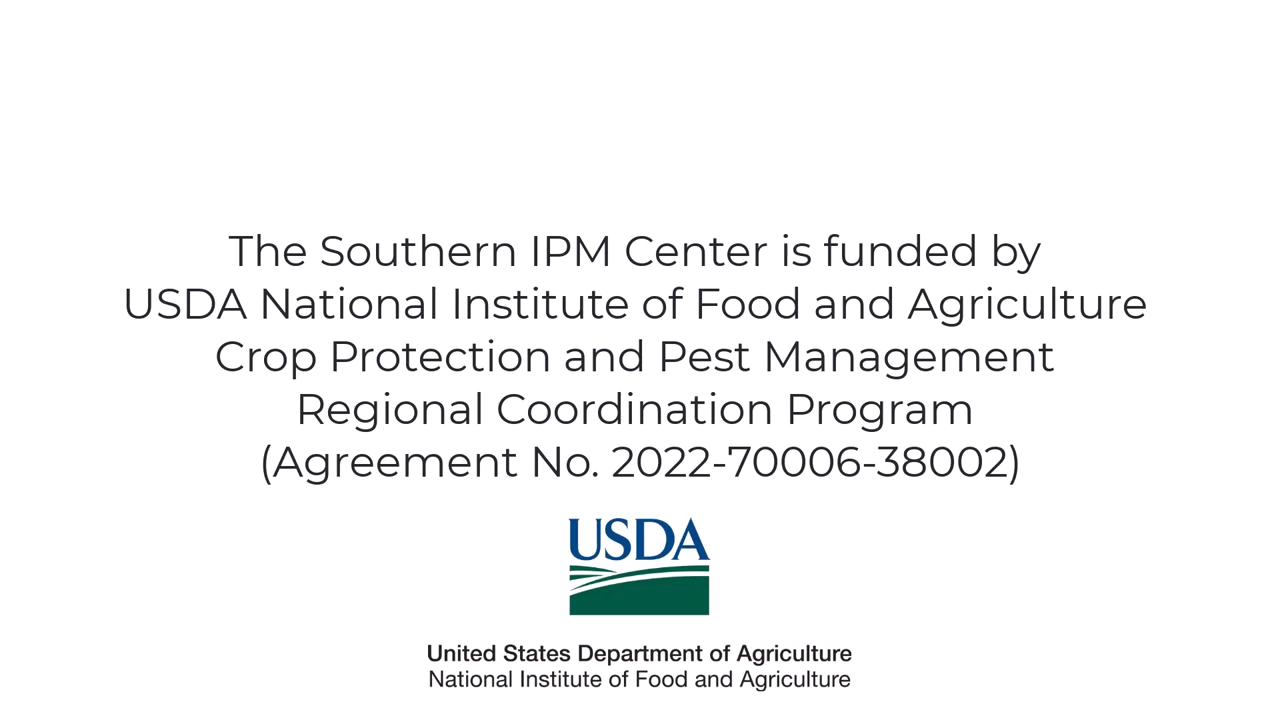 The Southern IPM Center is funded by
USDA National Institute of Food and Agriculture
Crop Protection and Pest Management
Regional Coordination Program
(Agreement No. 2022-70006-38002)
USDA
United States Department of Agriculture
National Institute of Food and Agriculture